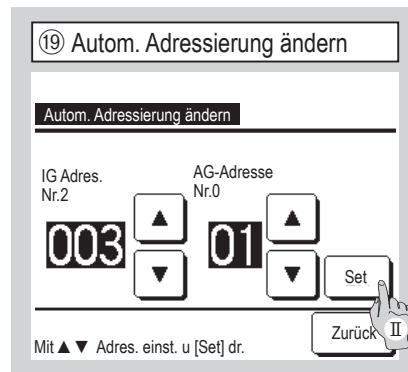 ⑲ Autom. Adressierung ändern
Autom. Adressierung ändern
IG Adres.
Nr.2
AG-Adresse
Nr.0
003
▲
▼
01
▲
▼
Set
Mit ▲ ▼ Adres. einst. u [Set] dr.
Zurück
Ⅱ